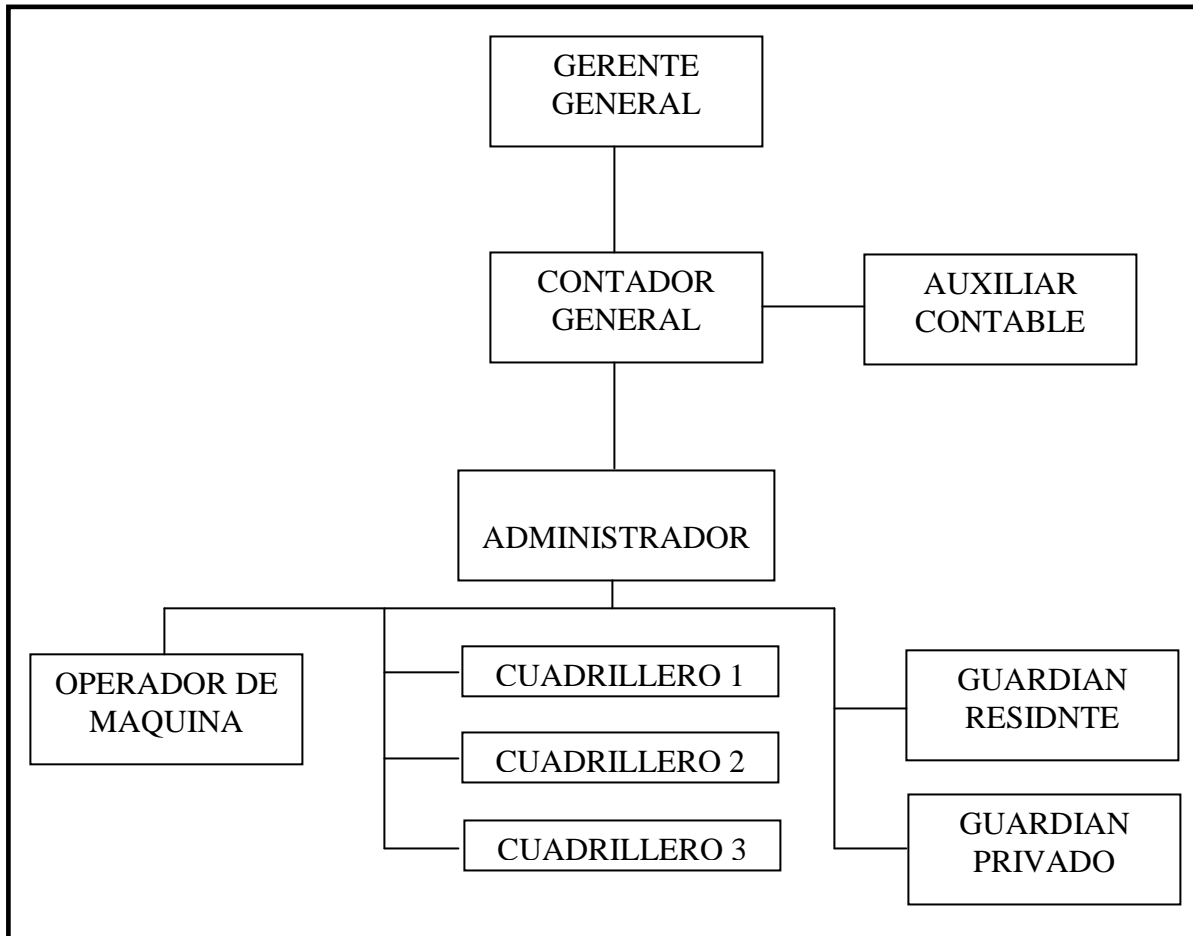 GERENTE
GENERAL
CONTADOR
GENERAL
AUXILIAR
CONTABLE
ADMINISTRADOR
OPERADOR DE
MAQUINA
CUADRILLERO 1
CUADRILLERO 2
CUADRILLERO 3
GUARDIAN
RESIDNTE
GUARDIAN
PRIVADO